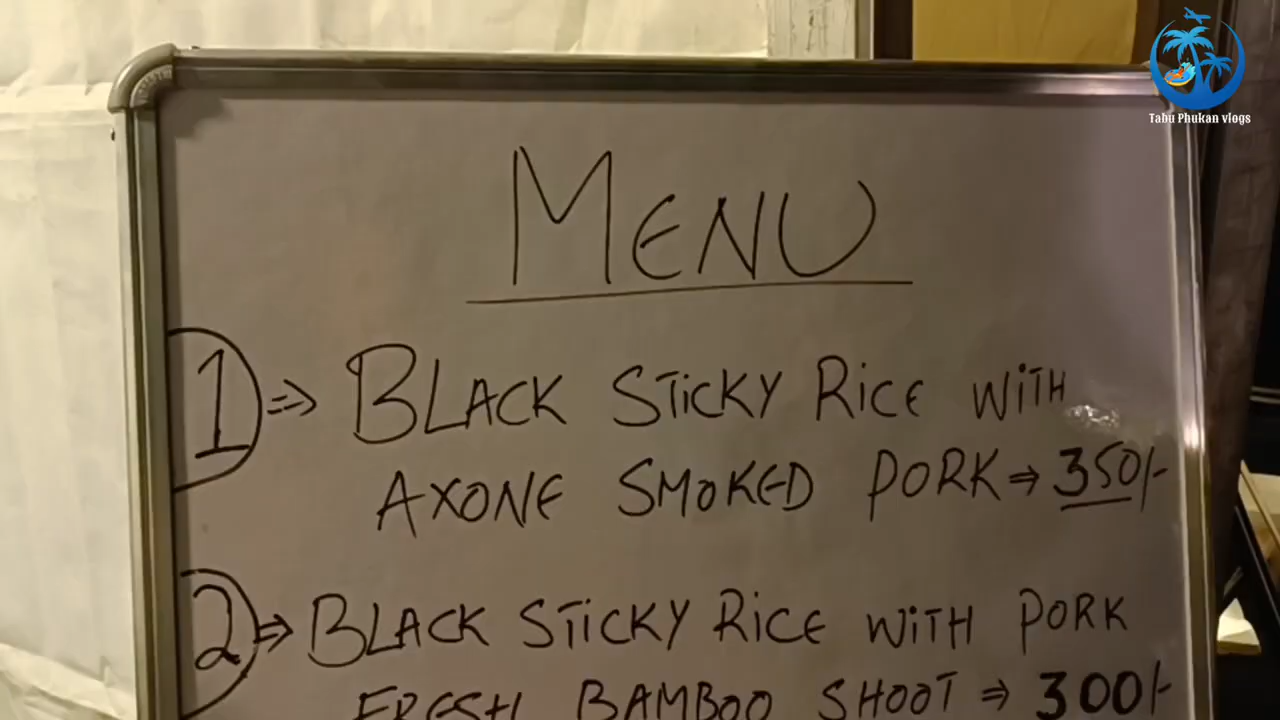 Tabu Phukan vlogs
MENU
1 ⇒ BLACK STiCKY RiCE WiTH
AXONE SMOKED PORK ⇒ 350/-
2 ⇒ BLACK STiCKY RiCE WiTH PORK
FRESH BAMBOO SHOOT ⇒ 300/-